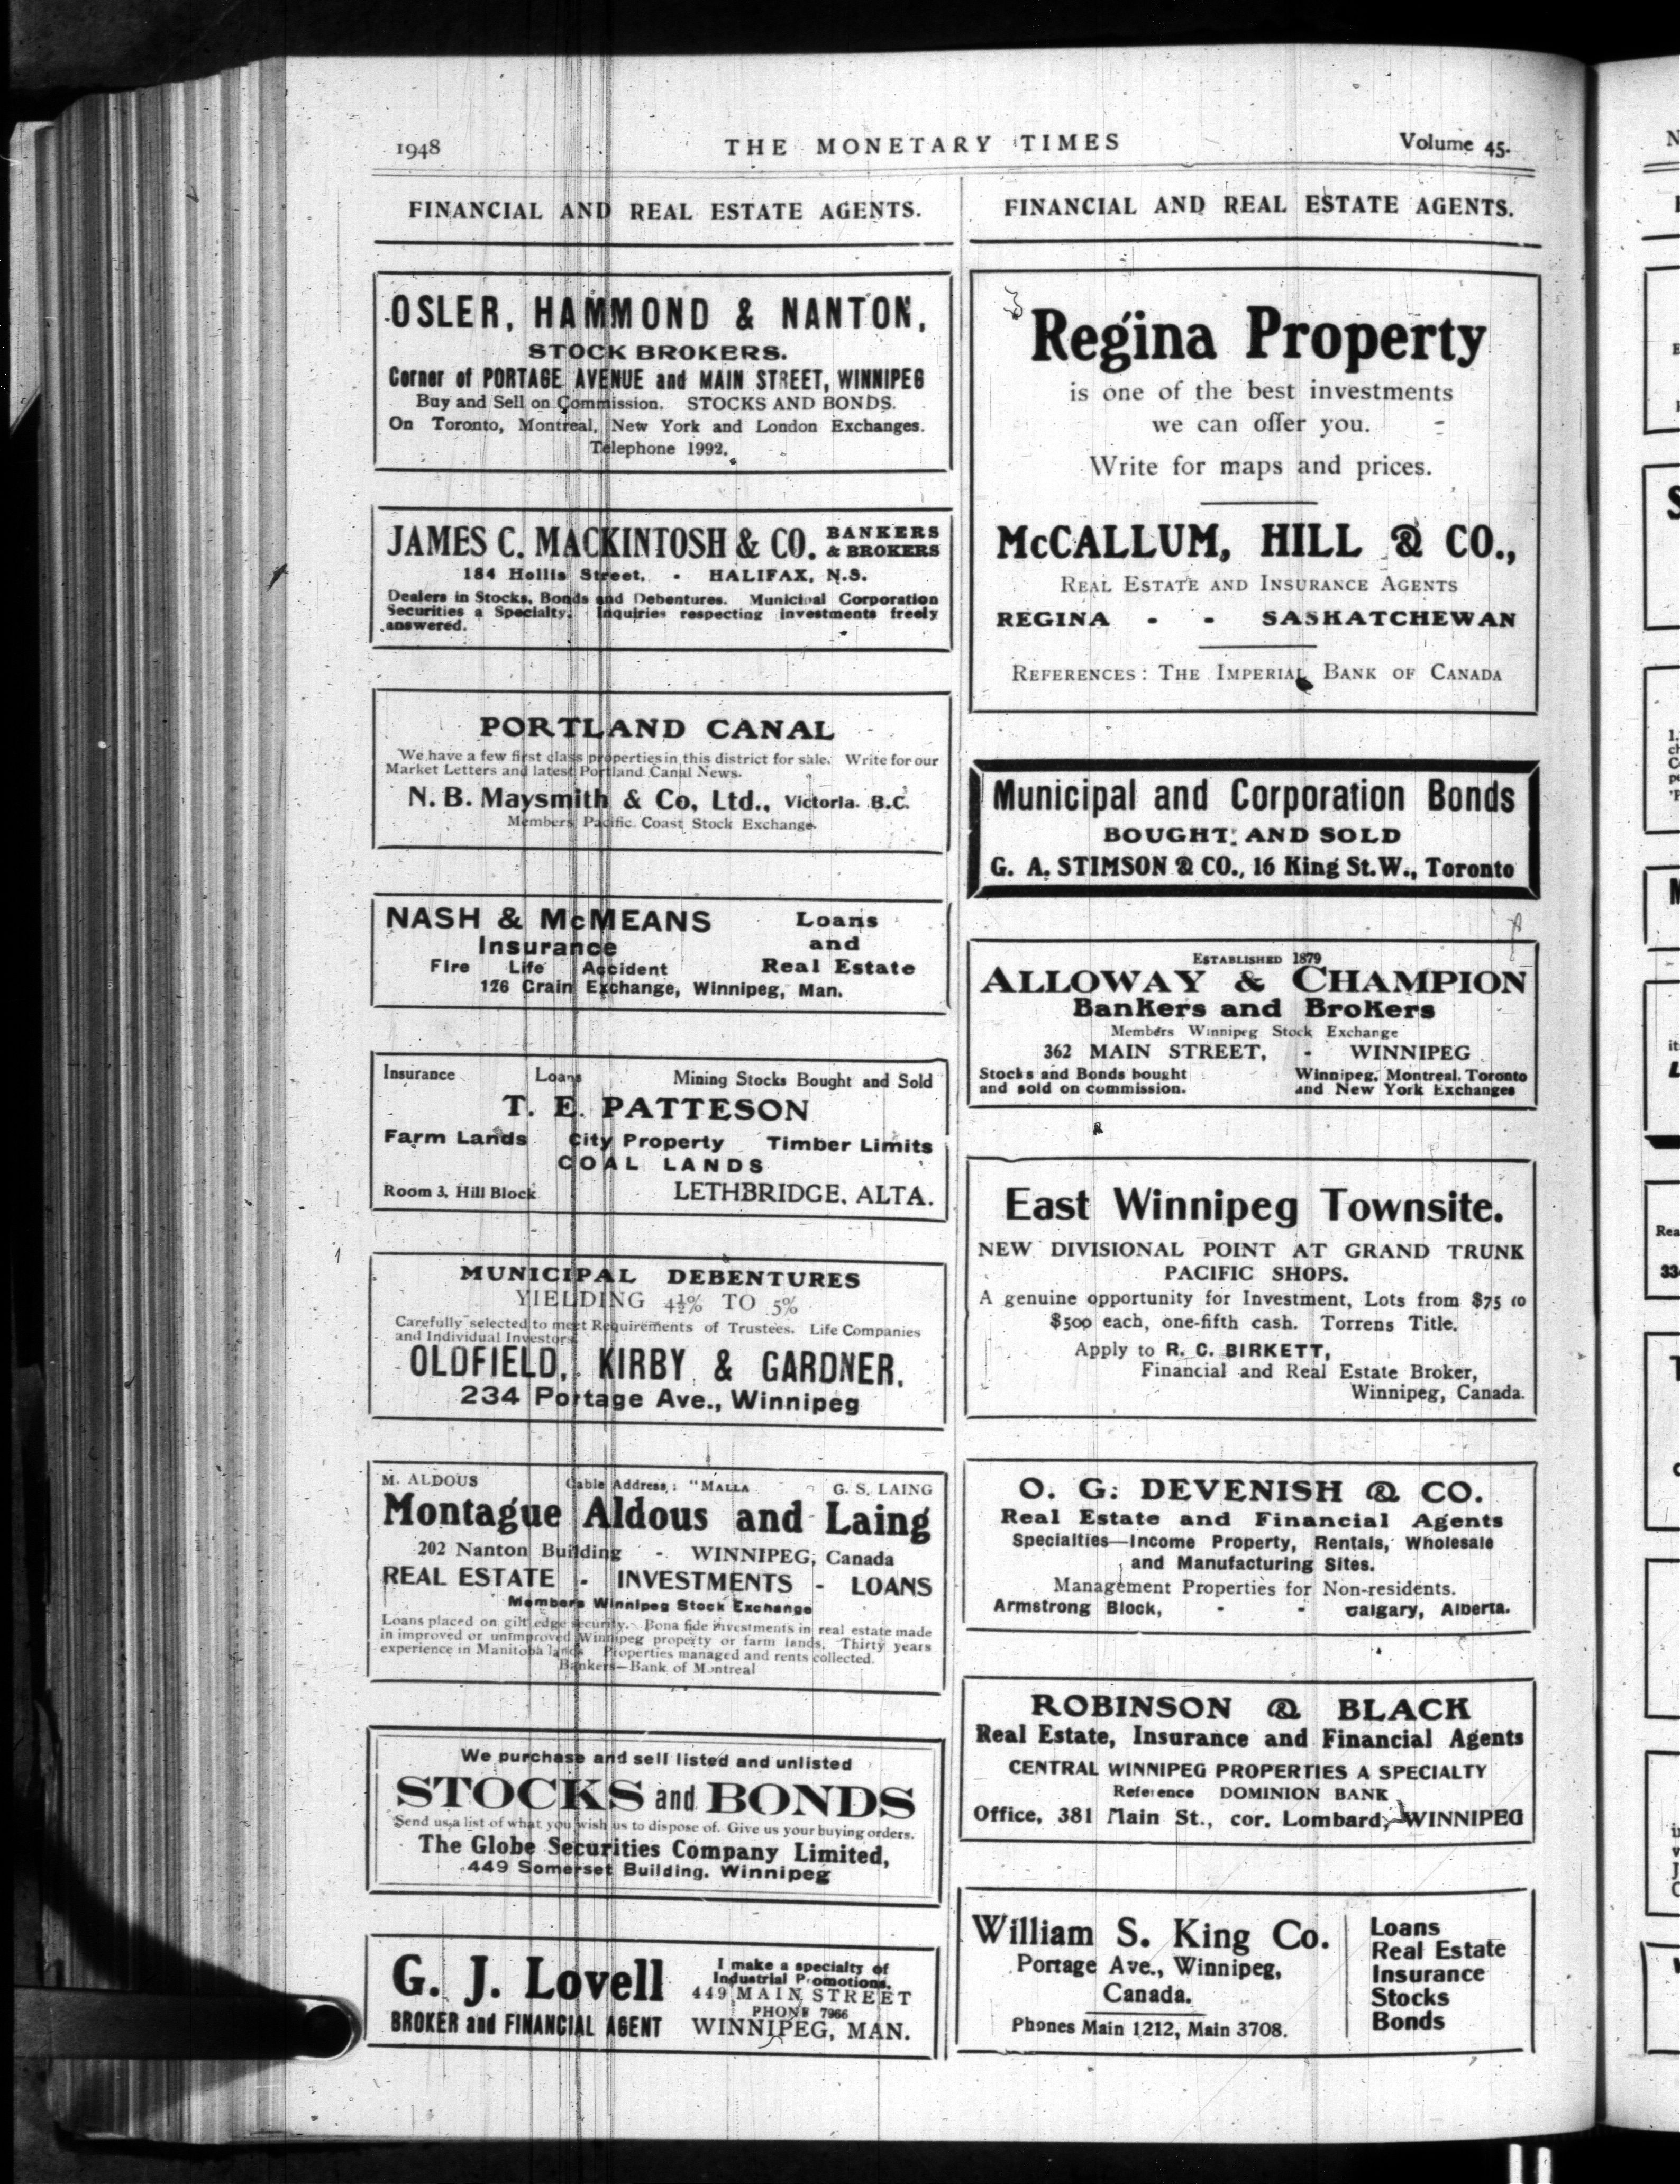 1948
THE MONETARY TIMES
Volume 45.
FINANCIAL AND REAL ESTATE AGENTS.
OSLER, HAMMOND & NANTON,
STOCK BROKERS.
Corner of PORTAGE AVENUE and MAIN STREET, WINNIPEG
Buy and Sell on Commission. STOCKS AND BONDS.
On Toronto, Montreal, New York and London Exchanges.
Telephone 1992.
JAMES C. MACKINTOSH & CO. BANKERS & BROKERS
184 Hollis Street, - HALIFAX, N.S.
Dealers in Stocks, Bonds and Debentures. Municipal Corporation
Securities a Specialty. Inquiries respecting investments freely
answered.
PORTLAND CANAL
We have a few first class properties in this district for sale. Write for our
Market Letters and latest Portland Canal News.
N. B. Maysmith & Co, Ltd., Victoria. B.C.
Members Pacific Coast Stock Exchange.
NASH & McMEANS
Insurance
Fire Life Accident
Loans
and
Real Estate
126 Grain Exchange, Winnipeg, Man.
Insurance Loans Mining Stocks Bought and Sold
T. E. PATTESON
Farm Lands City Property Timber Limits
COAL LANDS
Room 3, Hill Block LETHBRIDGE, ALTA.
MUNICIPAL DEBENTURES
YIELDING 4½% TO 5%
Carefully selected to meet Requirements of Trustees, Life Companies
and Individual Investors.
OLDFIELD, KIRBY & GARDNER,
234 Portage Ave., Winnipeg
M. ALDOUS Cable Address: "MALLA G. S. LAING
Montague Aldous and Laing
202 Nanton Building - WINNIPEG, Canada
REAL ESTATE - INVESTMENTS - LOANS
Members Winnipeg Stock Exchange
Loans placed on gilt edge security. Bona fide investments in real estate made
in improved or unimproved Winnipeg property or farm lands. Thirty years
experience in Manitoba lands Properties managed and rents collected.
Bankers—Bank of Montreal
We purchase and sell listed and unlisted
STOCKS and BONDS
Send us a list of what you wish us to dispose of. Give us your buying orders.
The Globe Securities Company Limited,
449 Somerset Building, Winnipeg
G. J. Lovell
BROKER and FINANCIAL AGENT
I make a specialty of
Industrial Promotions.
449 MAIN STREET
PHONE 7966
WINNIPEG, MAN.
FINANCIAL AND REAL ESTATE AGENTS.
Regina Property
is one of the best investments
we can offer you.
Write for maps and prices.
McCALLUM, HILL & CO.,
REAL ESTATE AND INSURANCE AGENTS
REGINA - - SASKATCHEWAN
REFERENCES: THE IMPERIAL BANK OF CANADA
Municipal and Corporation Bonds
BOUGHT AND SOLD
G. A. STIMSON & CO., 16 King St. W., Toronto
ESTABLISHED 1879
ALLOWAY & CHAMPION
Bankers and Brokers
Members Winnipeg Stock Exchange
362 MAIN STREET, - WINNIPEG
Stocks and Bonds bought
and sold on commission.
Winnipeg, Montreal, Toronto
and New York Exchanges
East Winnipeg Townsite.
NEW DIVISIONAL POINT AT GRAND TRUNK
PACIFIC SHOPS.
A genuine opportunity for Investment, Lots from $75 to
$500 each, one-fifth cash. Torrens Title.
Apply to R. C. BIRKETT,
Financial and Real Estate Broker,
Winnipeg, Canada.
O. G. DEVENISH & CO.
Real Estate and Financial Agents
Specialties—Income Property, Rentals, Wholesale
and Manufacturing Sites.
Management Properties for Non-residents.
Armstrong Block, - - Calgary, Alberta.
ROBINSON & BLACK
Real Estate, Insurance and Financial Agents
CENTRAL WINNIPEG PROPERTIES A SPECIALTY
Reference DOMINION BANK
Office, 381 Main St., cor. Lombard, WINNIPEG
William S. King Co.
Portage Ave., Winnipeg,
Canada.
Phones Main 1212, Main 3708.
Loans
Real Estate
Insurance
Stocks
Bonds